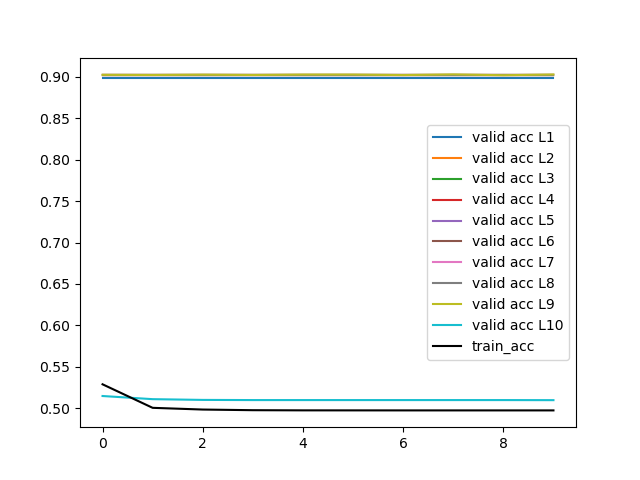 0.90
0.85
0.80
0.75
0.70
0.65
0.60
0.55
0.50
0
2
4
6
8
valid acc L1
valid acc L2
valid acc L3
valid acc L4
valid acc L5
valid acc L6
valid acc L7
valid acc L8
valid acc L9
valid acc L10
train_acc